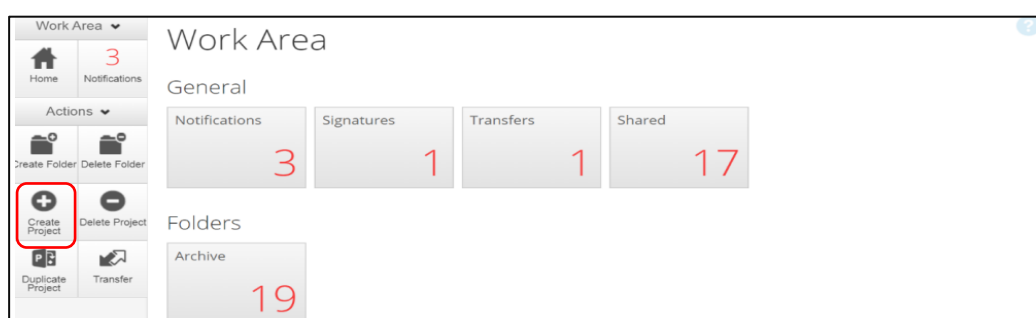 Work Area
Home
3
Notifications
Actions
Create Folder
Delete Folder
Create
Project
Delete Project
Duplicate
Project
Transfer
Work Area
General
Notifications
3
Signatures
1
Transfers
1
Shared
17
Folders
Archive
19
?